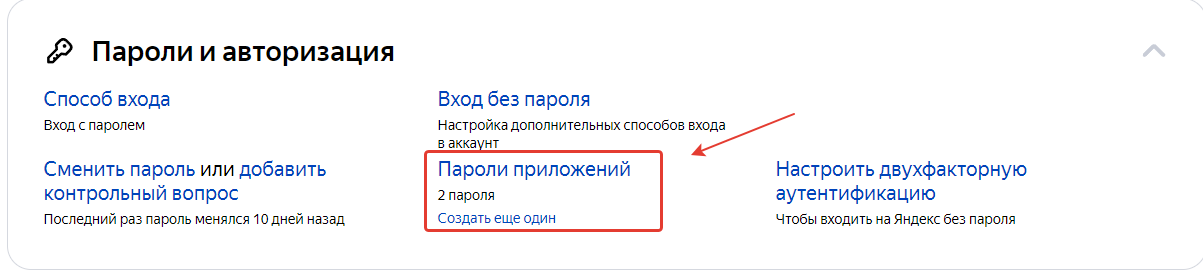 Пароли и авторизация
Способ входа
Вход с паролем
Вход без пароля
Настройка дополнительных способов входа
в аккаунт
Сменить пароль или добавить
контрольный вопрос
Последний раз пароль менялся 10 дней назад
Пароли приложений
2 пароля
Создать еще один
Настроить двухфакторную
аутентификацию
Чтобы входить на Яндекс без пароля